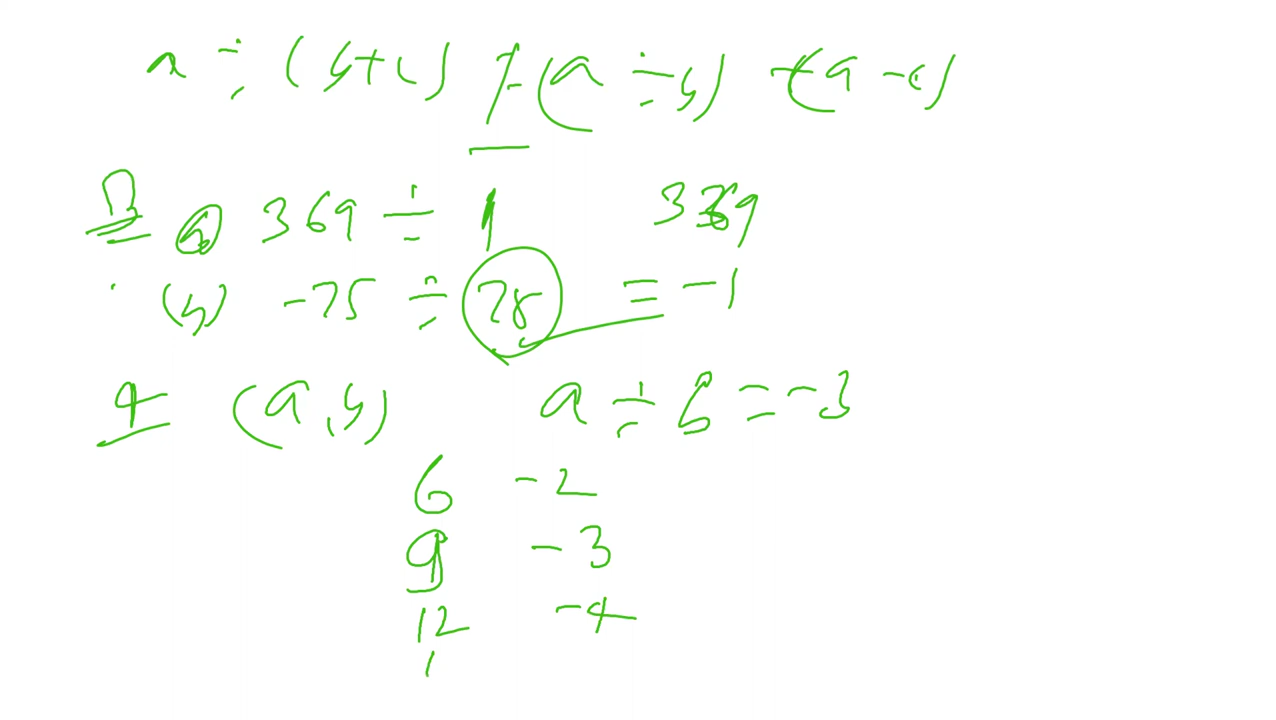 a ÷ (b+c) ≠ (a ÷ b) + (a ÷ c)
3 (a) 369 ÷ 1 369
(b) -75 ÷ 75 = -1
4 (a,b) a ÷ b = -3
6 -2
9 -3
12 -4